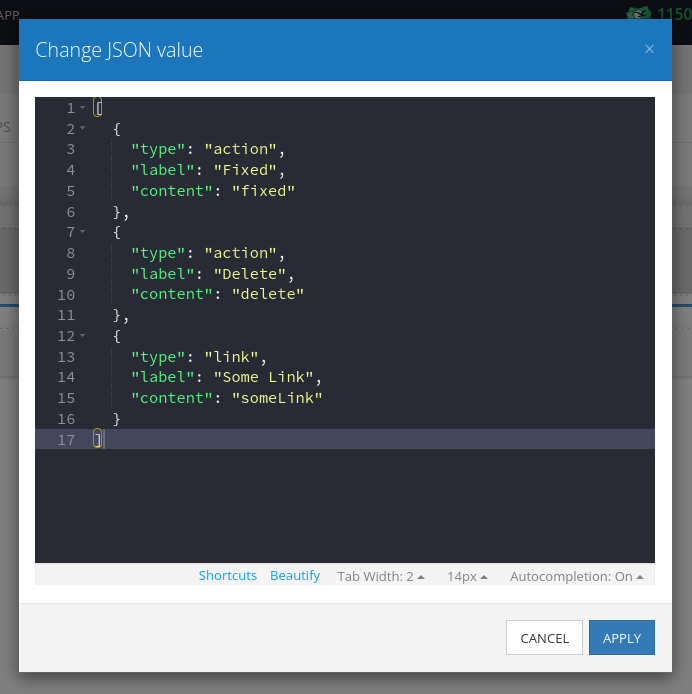 APP
1150
Change JSON value
×
PS
1 [
2 {
3 "type": "action",
4 "label": "Fixed",
5 "content": "fixed"
6 },
7 {
8 "type": "action",
9 "label": "Delete",
10 "content": "delete"
11 },
12 {
13 "type": "link",
14 "label": "Some Link",
15 "content": "someLink"
16 }
17 ]
Shortcuts Beautify Tab Width: 2 14px Autocompletion: On
CANCEL APPLY